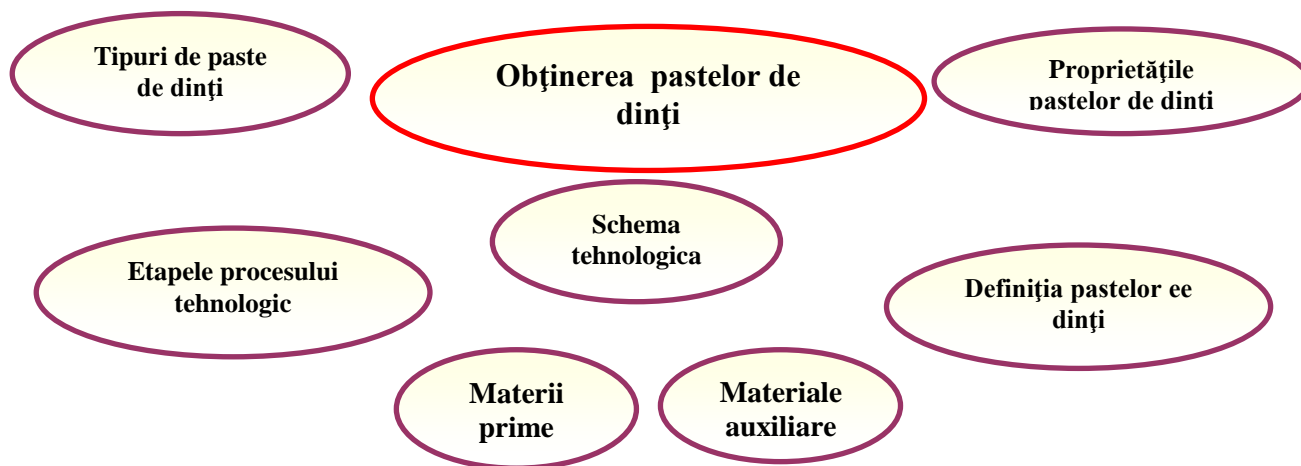 Tipuri de paste
de dinţi
Obţinerea pastelor de
dinţi
Proprietăţile
pastelor de dinţi
Schema
tehnologica
Etapele procesului
tehnologic
Definiţia pastelor ee
dinţi
Materii
prime
Materiale
auxiliare